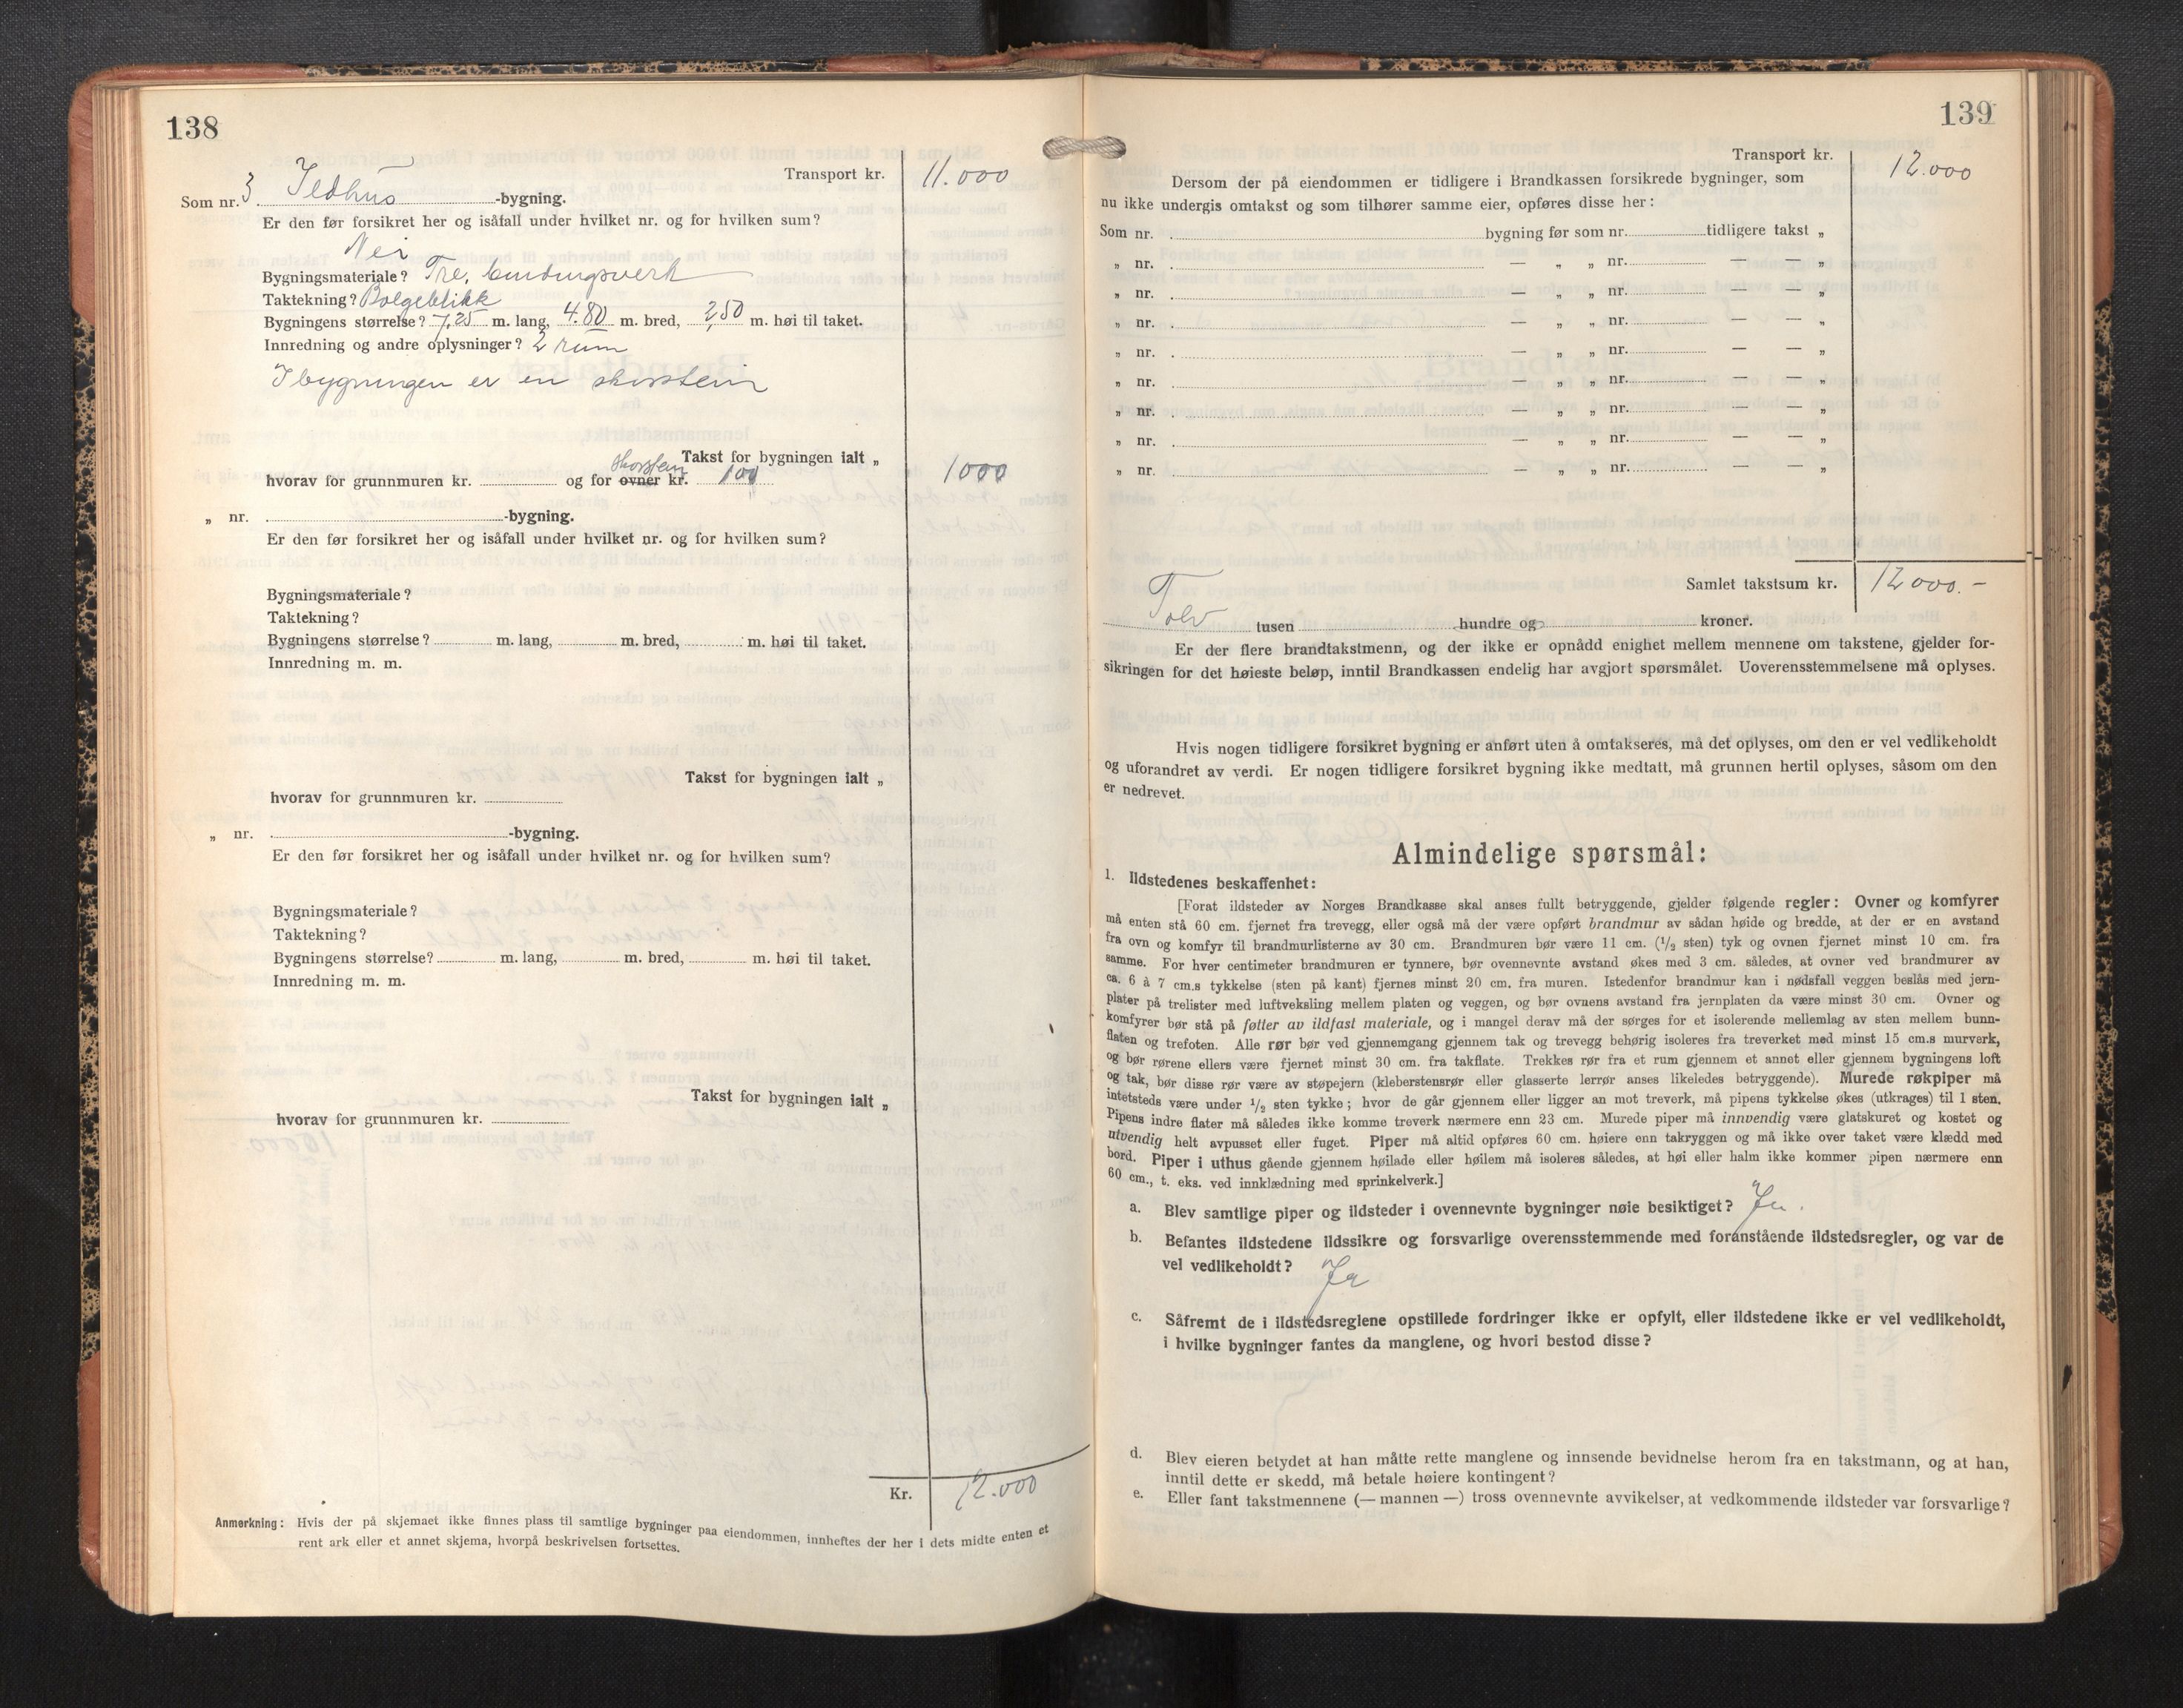 138
Transport kr. 11.000
Som nr. 3 Ildhus -bygning.
Er den før forsikret her og isåfall under hvilket nr. og for hvilken sum?
Nei
Bygningsmateriale? Tre, bindingsverk
Taktekning? Bølgeblikk
Bygningens størrelse? 7,25 m. lang, 4.80 m. bred, 2,50 m. høi til taket.
Innredning og andre oplysninger? 2 rum
I bygningen er en skorstein
Takst for bygningen ialt „ 1000
hvorav for grunnmuren kr. og for ovner skorstein kr. 100
„ nr. -bygning.
Er den før forsikret her og isåfall under hvilket nr. og for hvilken sum?
Bygningsmateriale?
Taktekning?
Bygningens størrelse? m. lang, m. bred, m. høi til taket.
Innredning m. m.
Takst for bygningen ialt „
hvorav for grunnmuren kr.
„ nr. -bygning.
Er den før forsikret her og isåfall under hvilket nr. og for hvilken sum?
Bygningsmateriale?
Taktekning?
Bygningens størrelse? m. lang, m. bred, m. høi til taket.
Innredning m. m.
Takst for bygningen ialt „
hvorav for grunnmuren kr.
Kr. 12.000
Anmerkning: Hvis der på skjemaet ikke finnes plass til samtlige bygninger paa eiendommen, innheftes der her i dets midte enten et
rent ark eller et annet skjema, hvorpå beskrivelsen fortsettes.
139
Transport kr. 12.000
Dersom der på eiendommen er tidligere i Brandkassen forsikrede bygninger, som
nu ikke undergis omtakst og som tilhører samme eier, opføres disse her:
Som nr. bygning før som nr. tidligere takst „
„ nr. — „ „ nr. — — „
„ nr. — „ „ nr. — — „
„ nr. — „ „ nr. — — „
„ nr. — „ „ nr. — — „
„ nr. — „ „ nr. — — „
„ nr. — „ „ nr. — — „
„ nr. — „ „ nr. — — „
„ nr. — „ „ nr. — — „
Samlet takstsum kr. 12000.-
Tolv tusen hundre og kroner.
Er der flere brandtakstmenn, og der ikke er opnådd enighet mellem mennene om takstene, gjelder for-
sikringen for det høieste beløp, inntil Brandkassen endelig har avgjort spørsmålet. Uoverensstemmelsene må oplyses.
Hvis nogen tidligere forsikret bygning er anført uten å omtakseres, må det oplyses, om den er vel vedlikeholdt
og uforandret av verdi. Er nogen tidligere forsikret bygning ikke medtatt, må grunnen hertil oplyses, såsom om den
er nedrevet.
Almindelige spørsmål:
1. Ildstedenes beskaffenhet:
[Forat ildsteder av Norges Brandkasse skal anses fullt betryggende, gjelder følgende regler: Ovner og komfyrer
må enten stå 60 cm. fjernet fra trevegg, eller også må der være opført brandmur av sådan høide og bredde, at der er en avstand
fra ovn og komfyr til brandmurlisterne av 30 cm. Brandmuren bør være 11 cm. (1/2 sten) tyk og ovnen fjernet minst 10 cm. fra
samme. For hver centimeter brandmuren er tynnere, bør ovennevnte avstand økes med 3 cm. således, at ovner ved brandmurer av
ca. 6 à 7 cm.s tykkelse (sten på kant) fjernes minst 20 cm. fra muren. Istedenfor brandmur kan i nødsfall veggen beslås med jern-
plater på trelister med luftveksling mellem platen og veggen, og bør ovnens avstand fra jernplaten da være minst 30 cm. Ovner og
komfyrer bør stå på føtter av ildfast materiale, og i mangel derav må der sørges for et isolerende mellemlag av sten mellem bunn-
flaten og trefoten. Alle rør bør ved gjennemgang gjennem tak og trevegg behørig isoleres fra treverket med minst 15 cm.s murverk,
og bør rørene ellers være fjernet minst 30 cm. fra takflate. Trekkes rør fra et rum gjennem et annet eller gjennem bygningens loft
og tak, bør disse rør være av støpejern (kleberstensrør eller glasserte lerrør anses likeledes betryggende). Murede røkpiper må
intetsteds være under 1/2 sten tykke; hvor de går gjennem eller ligger an mot treverk, må pipens tykkelse økes (utkrages) til 1 sten.
Pipens indre flater må således ikke komme treverk nærmere enn 23 cm. Murede piper må innvendig være glatskuret og kostet og
utvendig helt avpusset eller fuget. Piper må altid opføres 60 cm. høiere enn takryggen og må ikke over taket være klædd med
bord. Piper i uthus gående gjennem høilade eller høilem må isoleres således, at høi eller halm ikke kommer pipen nærmere enn
60 cm., t. eks. ved innklædning med sprinkelverk.]
a. Blev samtlige piper og ildsteder i ovennevnte bygninger nøie besiktiget? Ja.
b. Befantes ildstedene ildssikre og forsvarlige overensstemmende med foranstående ildstedsregler, og var de
vel vedlikeholdt? Ja
c. Såfremt de i ildstedsreglene opstillede fordringer ikke er opfylt, eller ildstedene ikke er vel vedlikeholdt,
i hvilke bygninger fantes da manglene, og hvori bestod disse?
d. Blev eieren betydet at han måtte rette manglene og innsende bevidnelse herom fra en takstmann, og at han,
inntil dette er skedd, må betale høiere kontingent?
e. Eller fant takstmennene (— mannen —) tross ovennevnte avvikelser, at vedkommende ildsteder var forsvarlige?